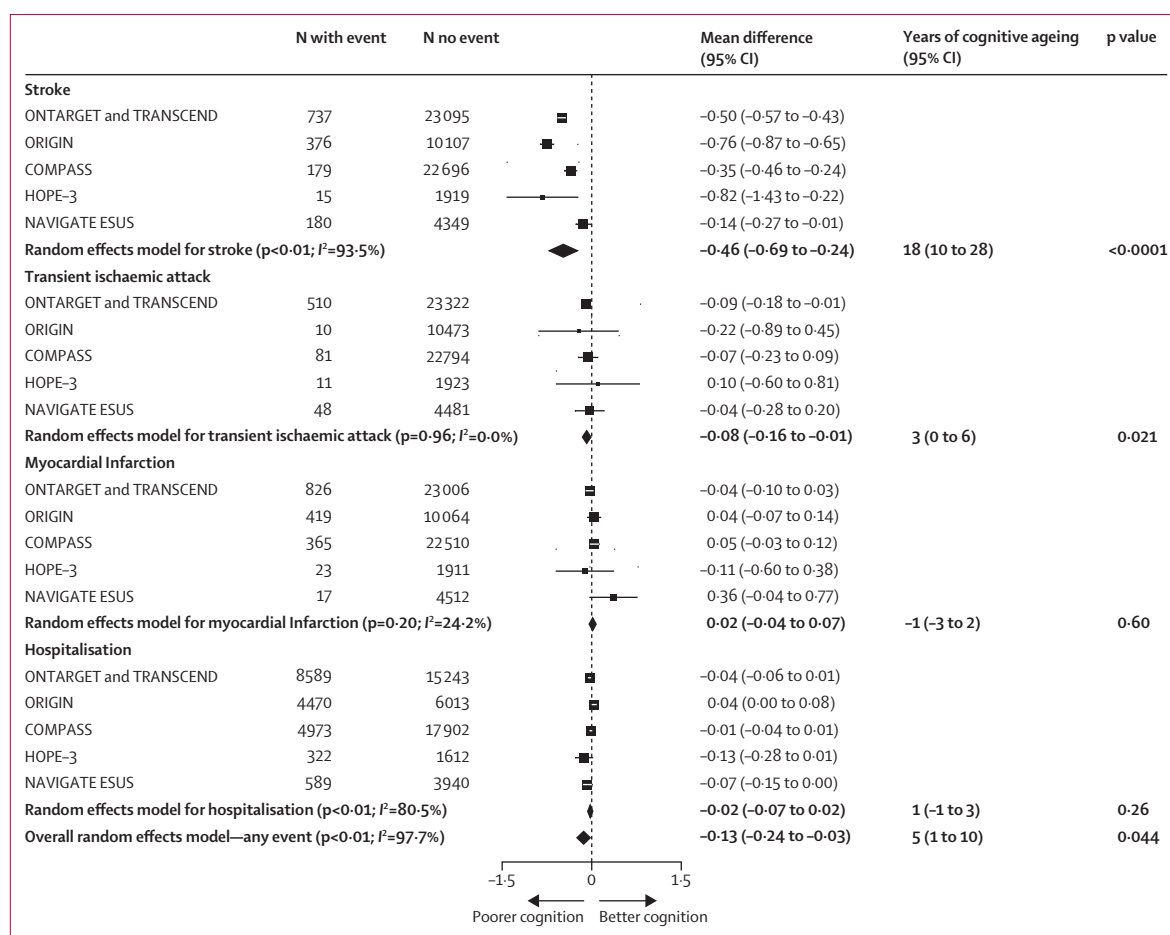 N with event N no event Mean difference (95% CI) Years of cognitive ageing (95% CI) p value
Stroke
ONTARGET and TRANSCEND 737 23095 –0·50 (–0·57 to –0·43)
ORIGIN 376 10107 –0·76 (–0·87 to –0·65)
COMPASS 179 22696 –0·35 (–0·46 to –0·24)
HOPE–3 15 1919 –0·82 (-1·43 to –0·22)
NAVIGATE ESUS 180 4349 –0·14 (–0·27 to –0·01)
Random effects model for stroke (p<0·01; I²=93·5%) –0·46 (–0·69 to –0·24) 18 (10 to 28) <0·0001
Transient ischaemic attack
ONTARGET and TRANSCEND 510 23322 –0·09 (–0·18 to –0·01)
ORIGIN 10 10473 –0·22 (–0·89 to 0·45)
COMPASS 81 22794 –0·07 (–0·23 to 0·09)
HOPE–3 11 1923 0·10 (–0·60 to 0·81)
NAVIGATE ESUS 48 4481 –0·04 (–0·28 to 0·20)
Random effects model for transient ischaemic attack (p=0·96; I²=0·0%) –0·08 (–0·16 to –0·01) 3 (0 to 6) 0·021
Myocardial Infarction
ONTARGET and TRANSCEND 826 23006 –0·04 (–0·10 to 0·03)
ORIGIN 419 10064 0·04 (–0·07 to 0·14)
COMPASS 365 22510 0·05 (–0·03 to 0·12)
HOPE–3 23 1911 –0·11 (–0·60 to 0·38)
NAVIGATE ESUS 17 4512 0·36 (–0·04 to 0·77)
Random effects model for myocardial Infarction (p=0·20; I²=24·2%) 0·02 (–0·04 to 0·07) –1 (–3 to 2) 0·60
Hospitalisation
ONTARGET and TRANSCEND 8589 15243 –0·04 (–0·06 to 0·01)
ORIGIN 4470 6013 0·04 (0·00 to 0·08)
COMPASS 4973 17902 –0·01 (–0·04 to 0·01)
HOPE–3 322 1612 –0·13 (–0·28 to 0·01)
NAVIGATE ESUS 589 3940 –0·07 (–0·15 to 0·00)
Random effects model for hospitalisation (p<0·01; I²=80·5%) –0·02 (–0·07 to 0·02) 1 (–1 to 3) 0·26
Overall random effects model—any event (p<0·01; I²=97·7%) –0·13 (–0·24 to –0·03) 5 (1 to 10) 0·044
–1·5 0 1·5
Poorer cognition Better cognition